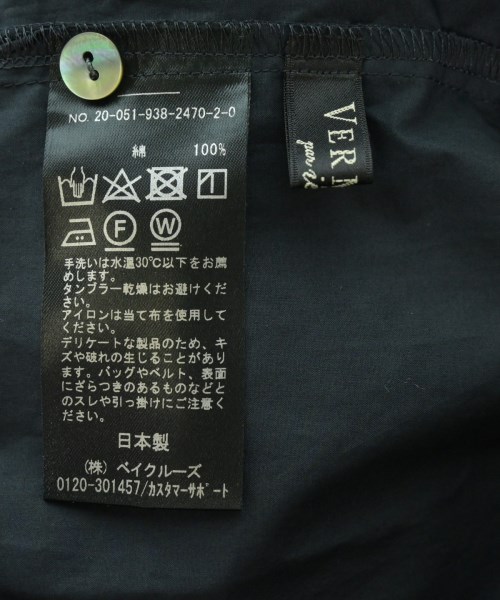 NO. 20-051-938-2470-2-0
綿 100%
F W
手洗いは水温30℃以下をお薦
めします。
タンブラー乾燥はお避けくださ
い。
アイロンは当て布を使用して
ください。
デリケートな製品のため、キ
ズや破れの生じることがあり
ます。バッグやベルト、表面
にざらつきのあるものなどと
のスレや引っ掛けにご注意く
ださい。
日本製
(株) ベイクルーズ
0120-301457/カスタマーサポート
VER
par